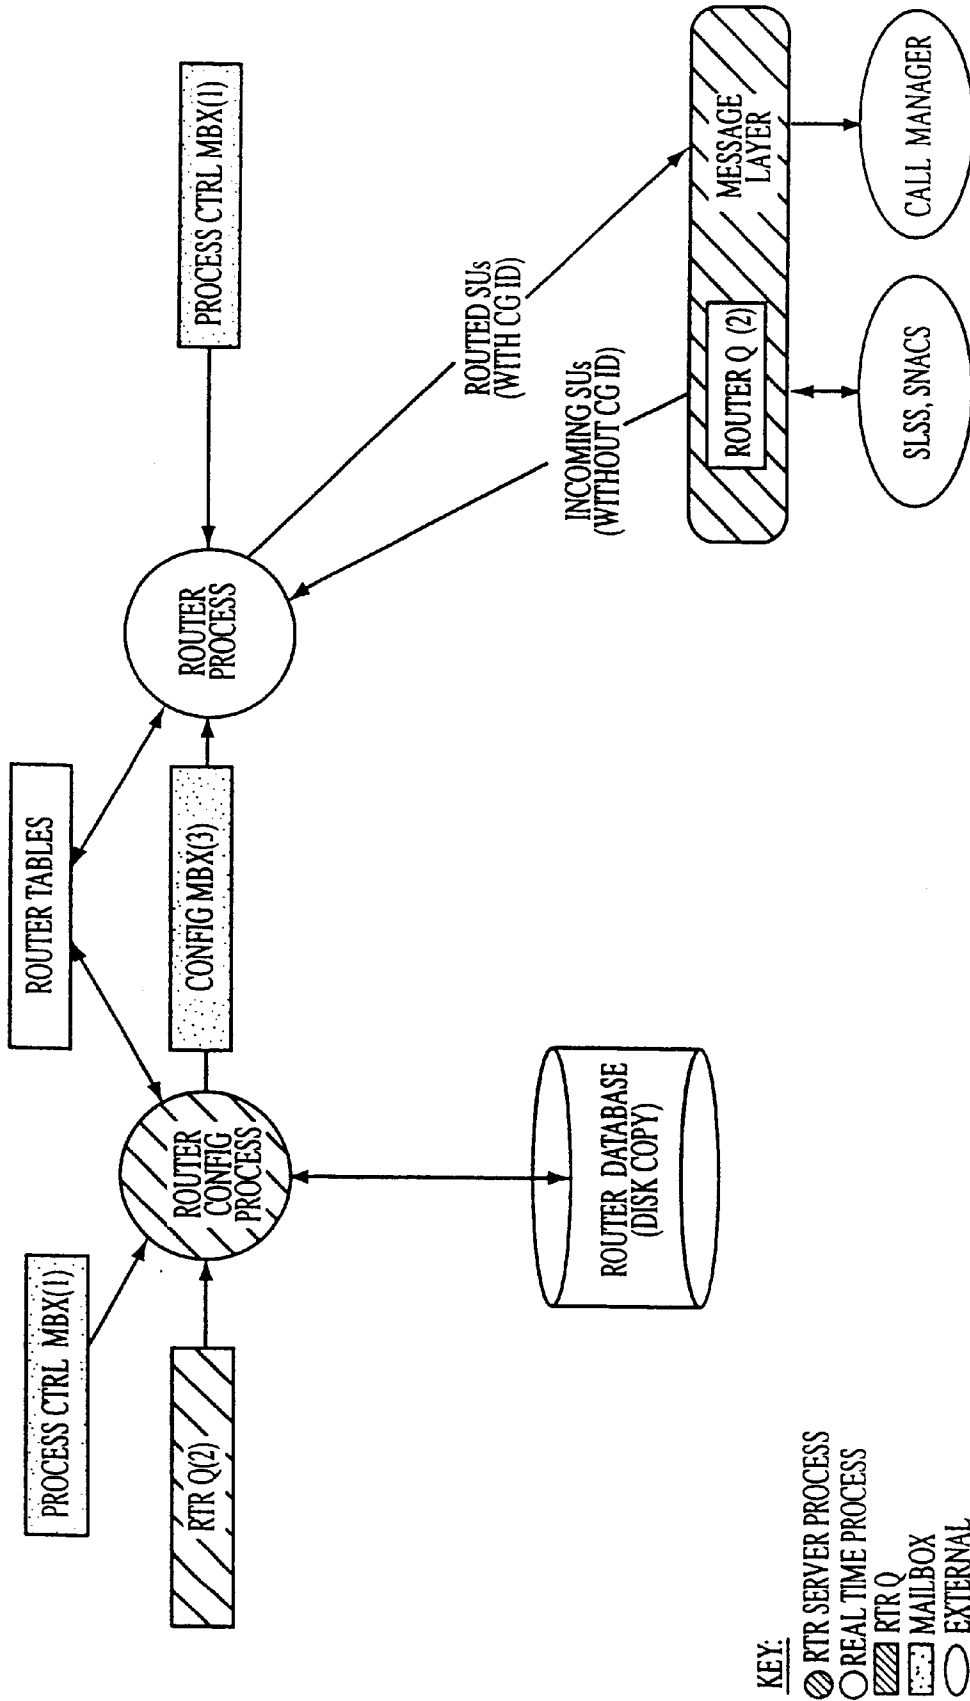 PROCESS CTRL MBX(1)
RTR Q(2)
ROUTER
CONFIG
PROCESS
ROUTER TABLES
CONFIG MBX(3)
ROUTER DATABASE
(DISK COPY)
ROUTER
PROCESS
PROCESS CTRL MBX(1)
ROUTED SUs
(WITH CG ID)
INCOMING SUs
(WITHOUT CG ID)
ROUTER Q (2)
MESSAGE
LAYER
SLSS, SNACS
CALL MANAGER
KEY:
RTR SERVER PROCESS
REAL TIME PROCESS
RTR Q
MAILBOX
EXTERNAL